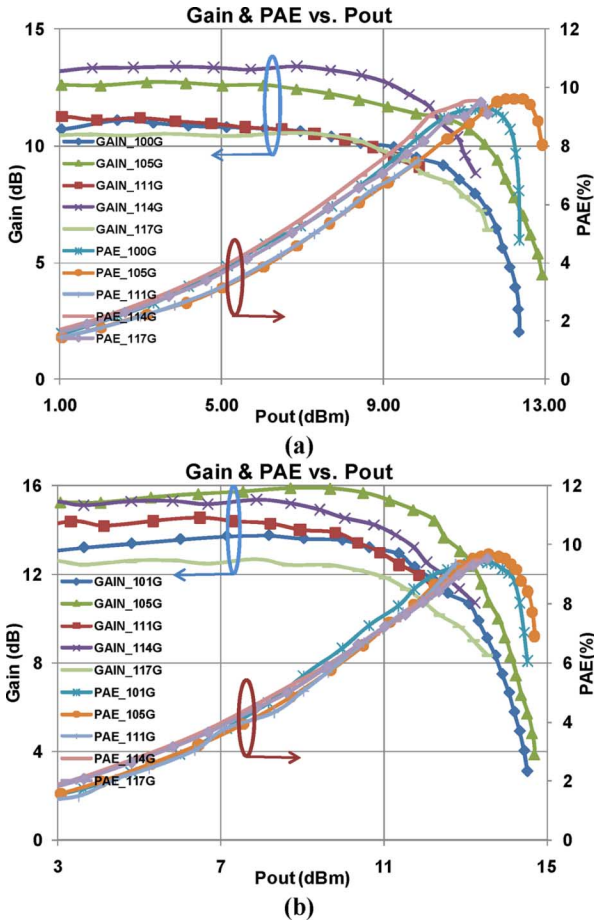 Gain & PAE vs. Pout
15
12
10
10
8
GAIN_100G
GAIN_105G
GAIN_111G
GAIN_114G
GAIN_117G
PAE_100G
PAE_105G
PAE_111G
PAE_114G
PAE_117G
6
5
4
2
0
0
Gain (dB)
PAE(%)
1.00
5.00
9.00
13.00
Pout (dBm)
(a)
Gain & PAE vs. Pout
16
12
10
12
8
GAIN_101G
GAIN_105G
GAIN_111G
GAIN_114G
GAIN_117G
PAE_101G
PAE_105G
PAE_111G
PAE_114G
PAE_117G
8
6
4
4
2
0
0
Gain (dB)
PAE(%)
3
7
11
15
Pout (dBm)
(b)